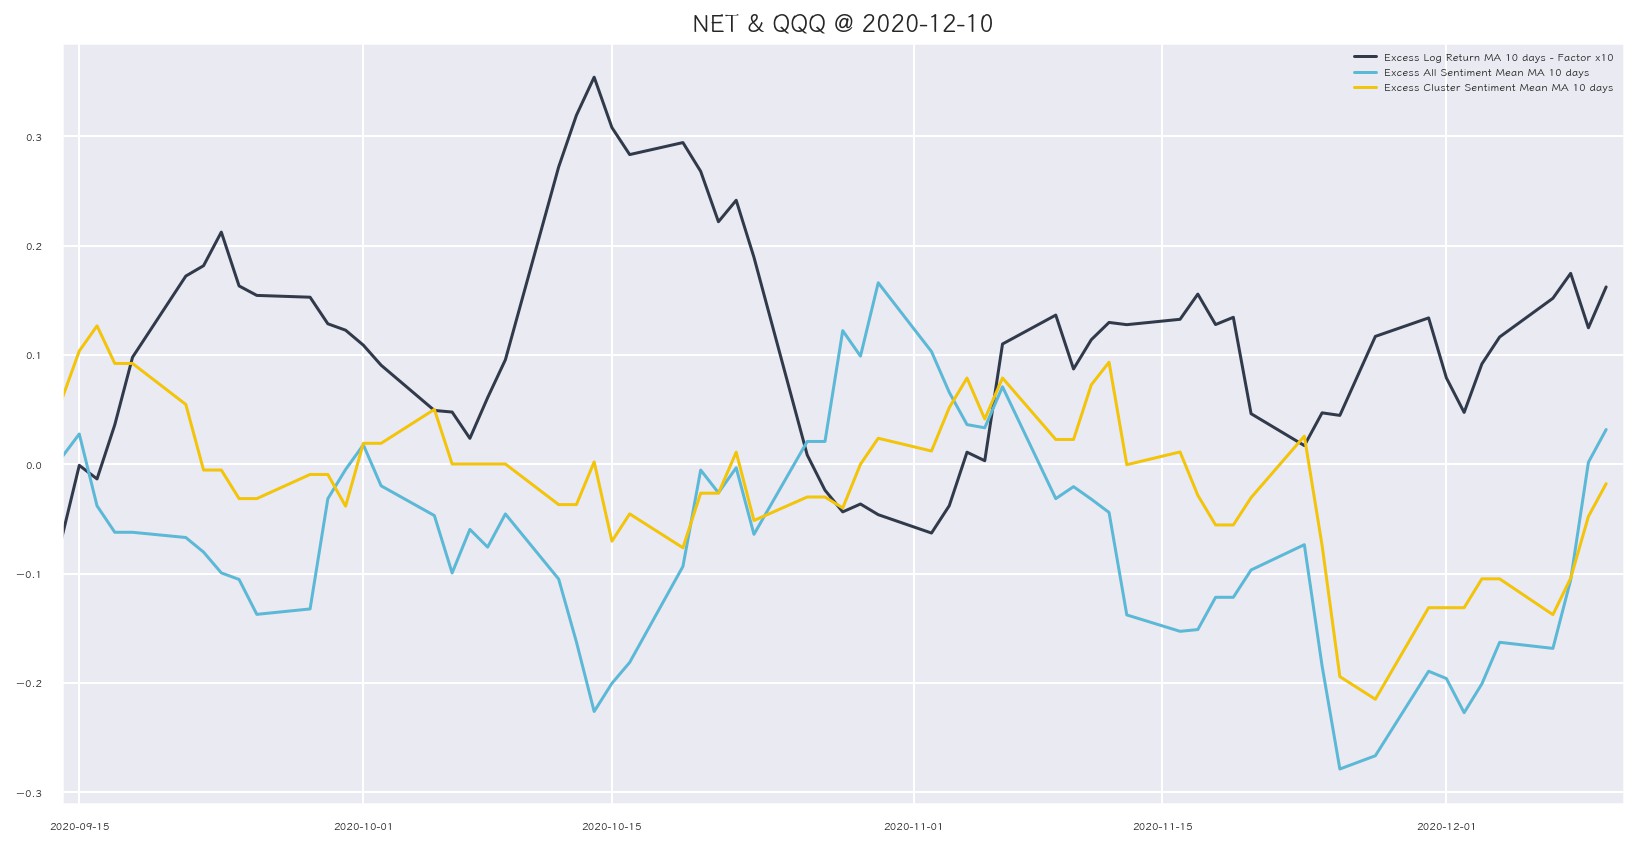 NET & QQQ @ 2020-12-10
Excess Log Return MA 10 days - Factor x10
Excess All Sentiment Mean MA 10 days
Excess Cluster Sentiment Mean MA 10 days
0.3
0.2
0.1
0.0
−0.1
−0.2
−0.3
2020-09-15 2020-10-01 2020-10-15 2020-11-01 2020-11-15 2020-12-01